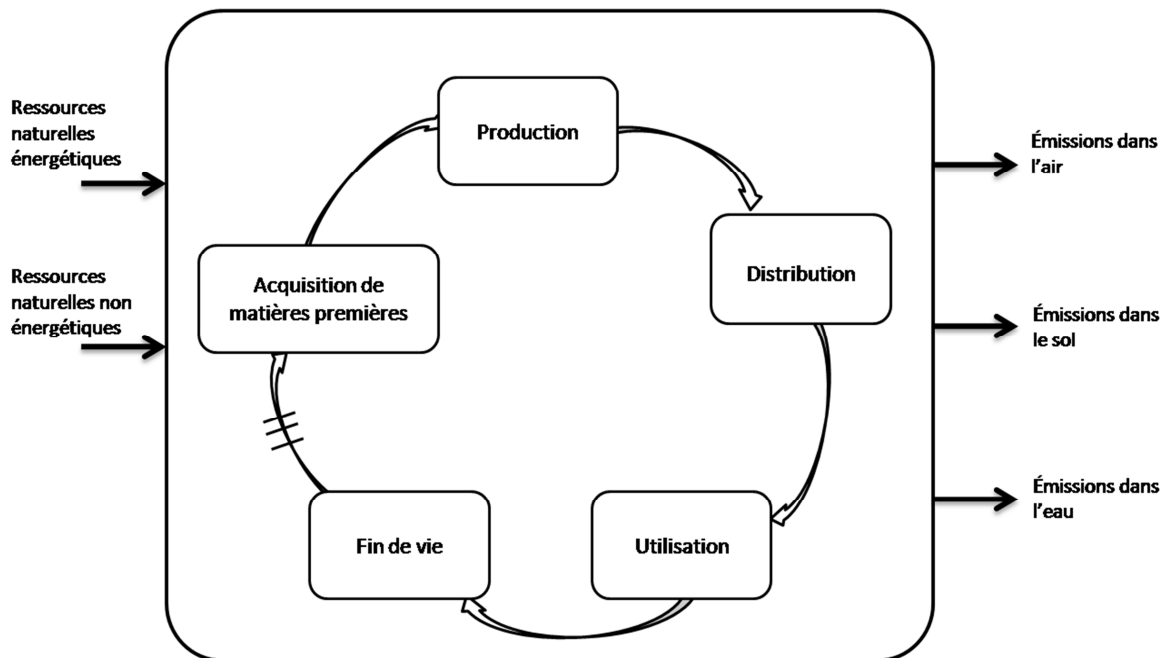 Ressources
naturelles
énergétiques
Ressources
naturelles non
énergétiques
Production
Distribution
Acquisition de
matières premières
Fin de vie
Utilisation
Émissions dans
l'air
Émissions dans
le sol
Émissions dans
l'eau